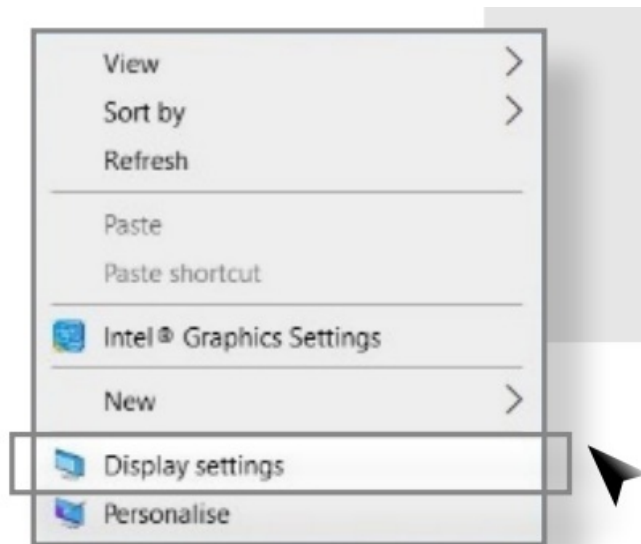 View
Sort by
Refresh
Paste
Paste shortcut
Intel® Graphics Settings
New
Display settings
Personalise